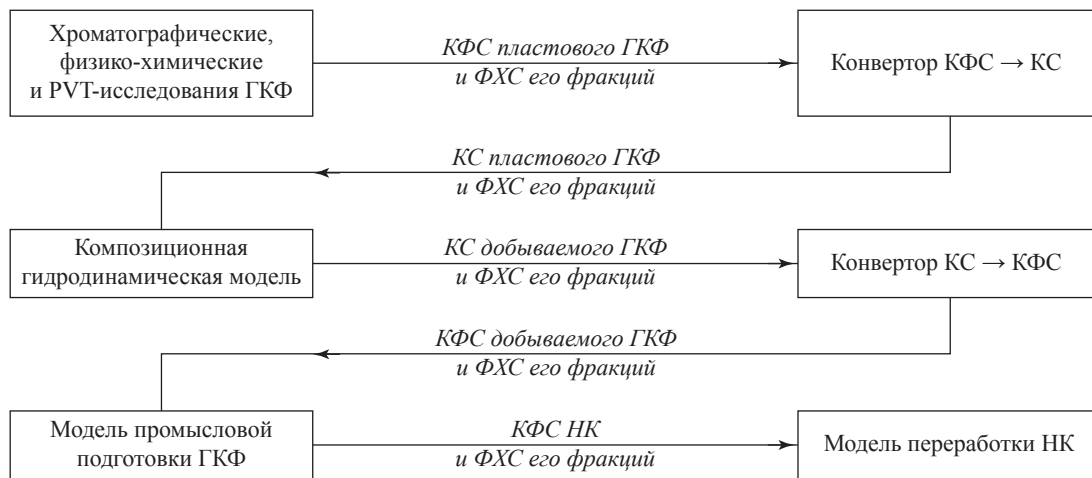 Хроматографические,
физико-химические
и PVT-исследования ГКФ
КФС пластового ГКФ
и ФХС его фракций
Конвертор КФС → КС
КС пластового ГКФ
и ФХС его фракций
Композиционная
гидродинамическая модель
КС добываемого ГКФ
и ФХС его фракций
Конвертор КС → КФС
КФС добываемого ГКФ
и ФХС его фракций
Модель промысловой
подготовки ГКФ
КФС НК
и ФХС его фракций
Модель переработки НК